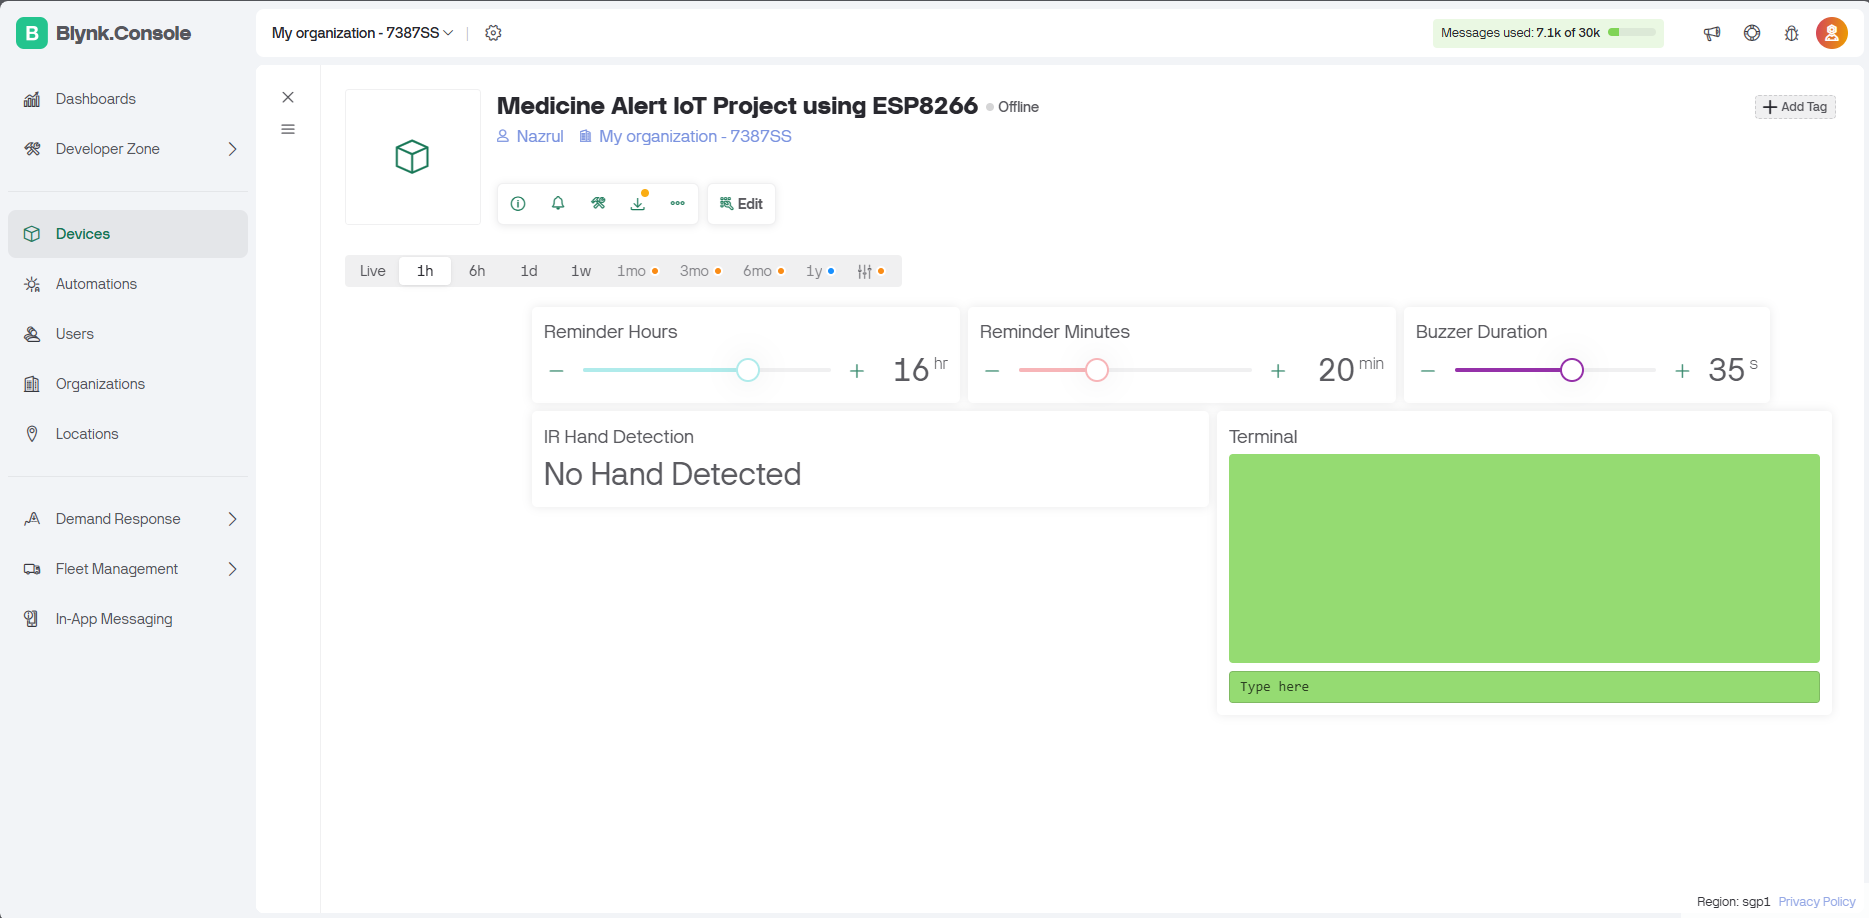 B Blynk.Console
My organization - 7387SS
Messages used: 7.1k of 30k
Dashboards
Developer Zone
Devices
Automations
Users
Organizations
Locations
Demand Response
Fleet Management
In-App Messaging
Medicine Alert IoT Project using ESP8266 Offline
Add Tag
Nazrul My organization - 7387SS
Edit
Live 1h 6h 1d 1w 1mo 3mo 6mo 1y
Reminder Hours
16 hr
Reminder Minutes
20 min
Buzzer Duration
35 s
IR Hand Detection
No Hand Detected
Terminal
Type here
Region: sgp1 Privacy Policy